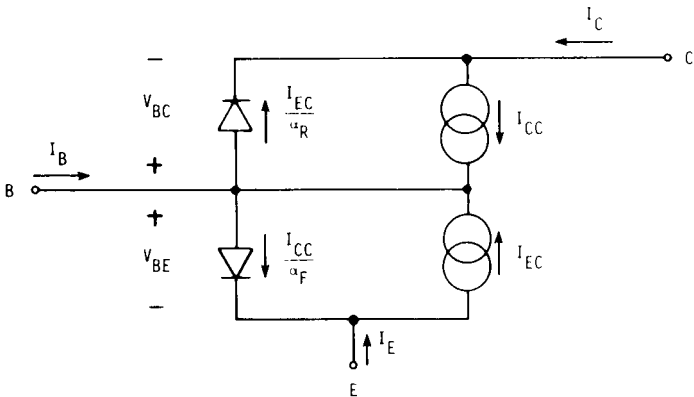 I_C
C
−
V_BC
+
I_EC
α_R
I_CC
I_B
B
+
V_BE
−
I_CC
α_F
I_EC
I_E
E